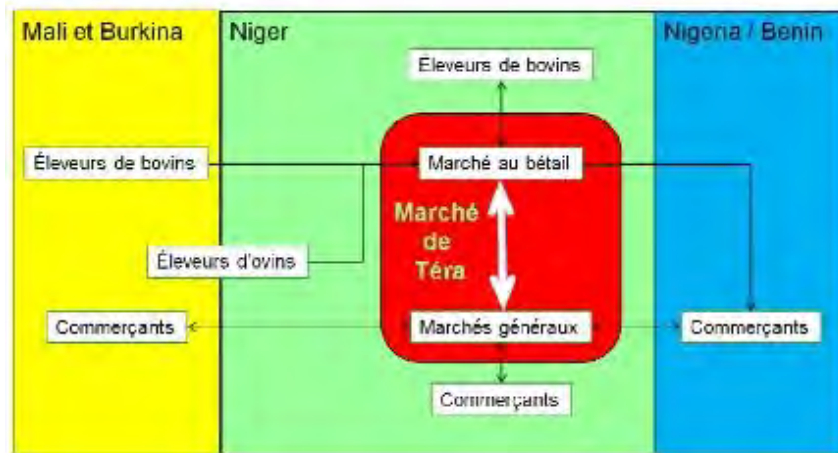 Mali et Burkina
Niger
Nigeria / Benin
Éleveurs de bovins
Éleveurs de bovins
Marché au bétail
Marché
de
Téra
Éleveurs d'ovins
Commerçants
Marchés généraux
Commerçants
Commerçants